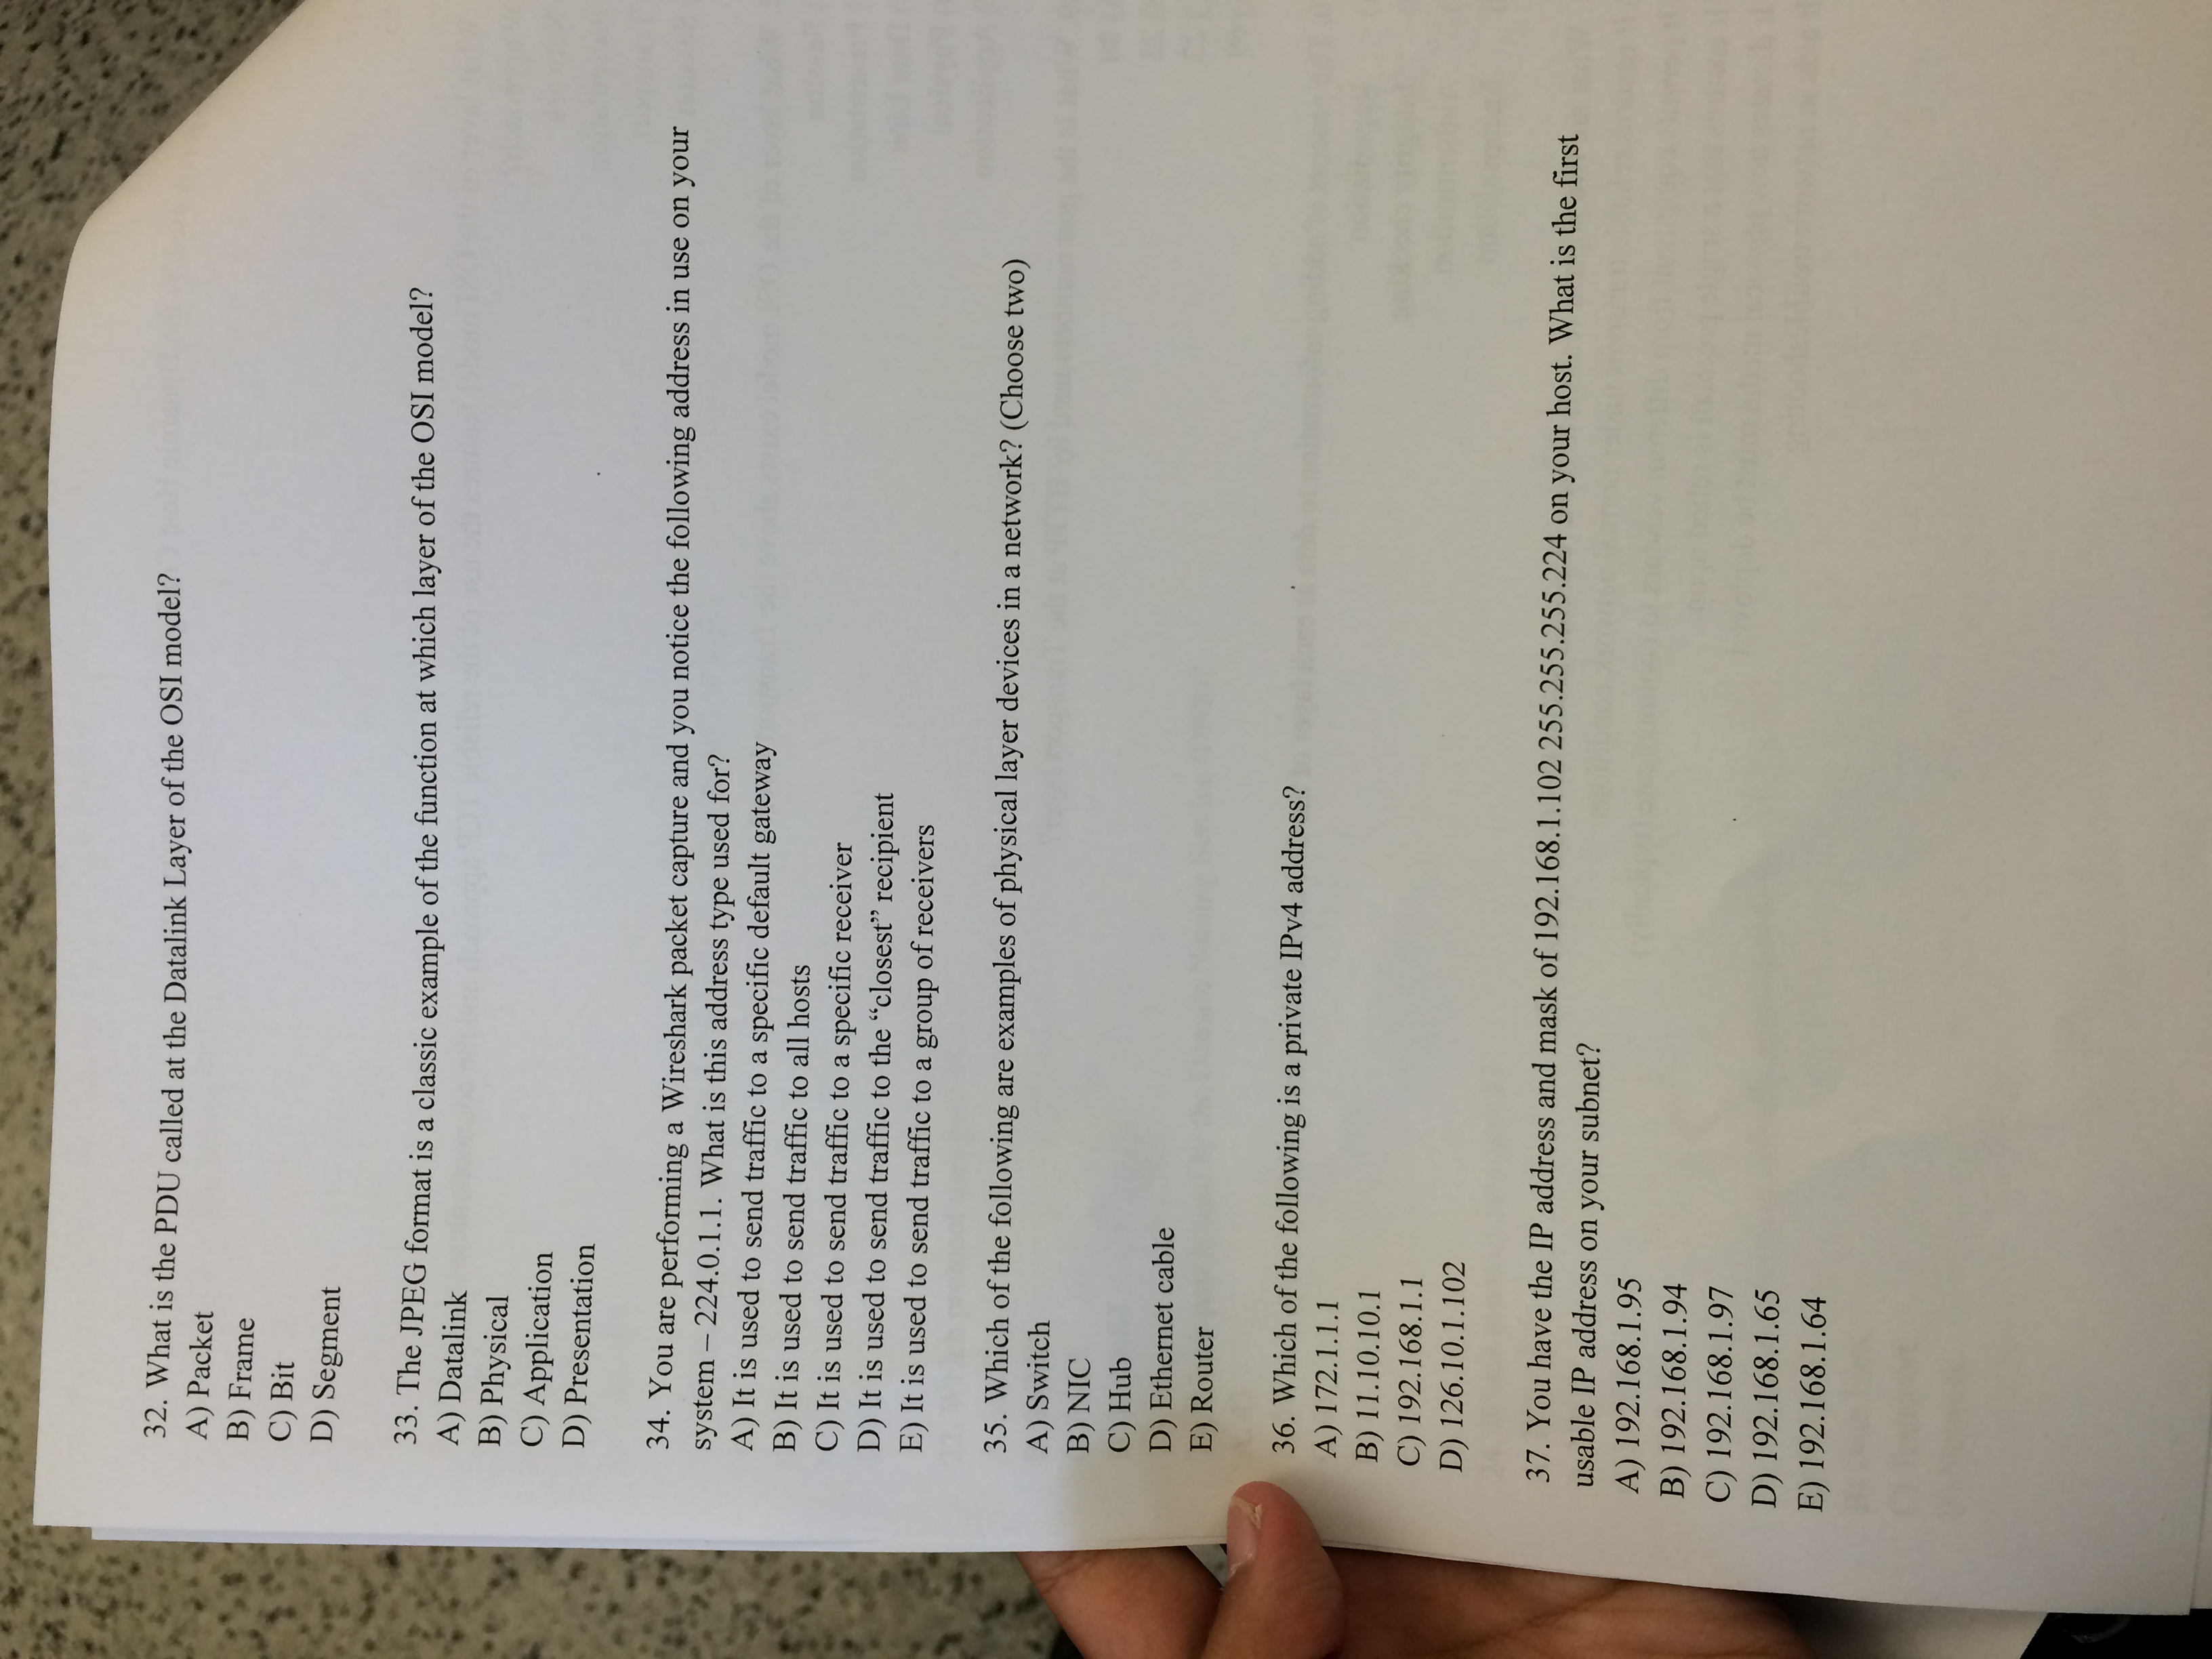 32. What is the PDU called at the Datalink Layer of the OSI model?
A) Packet
B) Frame
C) Bit
D) Segment
33. The JPEG format is a classic example of the function at which layer of the OSI model?
A) Datalink
B) Physical
C) Application
D) Presentation
34. You are performing a Wireshark packet capture and you notice the following address in use on your
system – 224.0.1.1. What is this address type used for?
A) It is used to send traffic to a specific default gateway
B) It is used to send traffic to all hosts
C) It is used to send traffic to a specific receiver
D) It is used to send traffic to the “closest” recipient
E) It is used to send traffic to a group of receivers
35. Which of the following are examples of physical layer devices in a network? (Choose two)
A) Switch
B) NIC
C) Hub
D) Ethernet cable
E) Router
36. Which of the following is a private IPv4 address?
A) 172.1.1.1
B) 11.10.10.1
C) 192.168.1.1
D) 126.10.1.102
37. You have the IP address and mask of 192.168.1.102 255.255.255.224 on your host. What is the first
usable IP address on your subnet?
A) 192.168.1.95
B) 192.168.1.94
C) 192.168.1.97
D) 192.168.1.65
E) 192.168.1.64